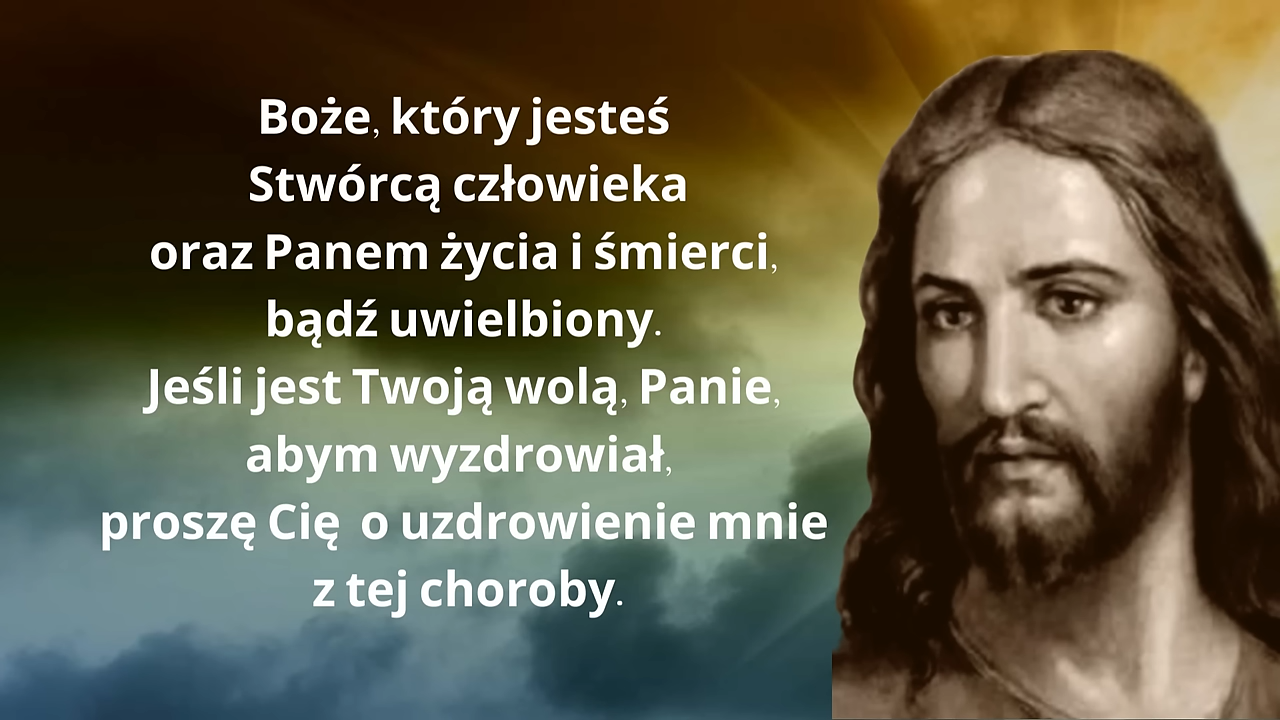 Boże, który jesteś
Stwórcą człowieka
oraz Panem życia i śmierci,
bądź uwielbiony.
Jeśli jest Twoją wolą, Panie,
abym wyzdrowiał,
proszę Cię  o uzdrowienie mnie
z tej choroby.